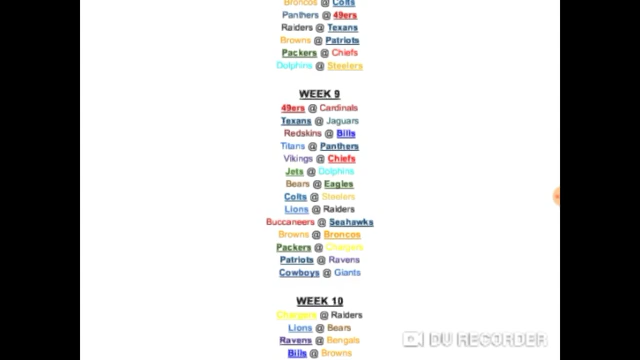 Broncos @ Colts
Panthers @ 49ers
Raiders @ Texans
Browns @ Patriots
Packers @ Chiefs
Dolphins @ Steelers
WEEK 9
49ers @ Cardinals
Texans @ Jaguars
Redskins @ Bills
Titans @ Panthers
Vikings @ Chiefs
Jets @ Dolphins
Bears @ Eagles
Colts @ Steelers
Lions @ Raiders
Buccaneers @ Seahawks
Browns @ Broncos
Packers @ Chargers
Patriots @ Ravens
Cowboys @ Giants
WEEK 10
Chargers @ Raiders
Lions @ Bears
Ravens @ Bengals
Bills @ Browns
DU RECORDER